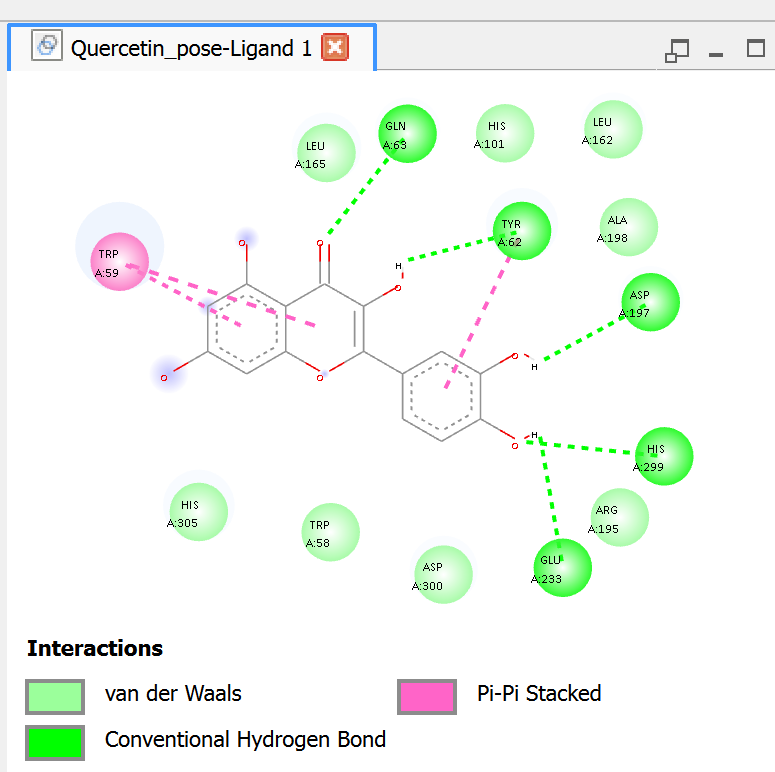 Quercetin_pose-Ligand 1
LEU
A:165
GLN
A:63
HIS
A:101
LEU
A:162
TRP
A:59
O
O
H
O
TYR
A:62
ALA
A:198
ASP
A:197
O
O
O
H
H
O
HIS
A:299
HIS
A:305
TRP
A:58
ARG
A:195
ASP
A:300
GLU
A:233
Interactions
van der Waals
Pi-Pi Stacked
Conventional Hydrogen Bond